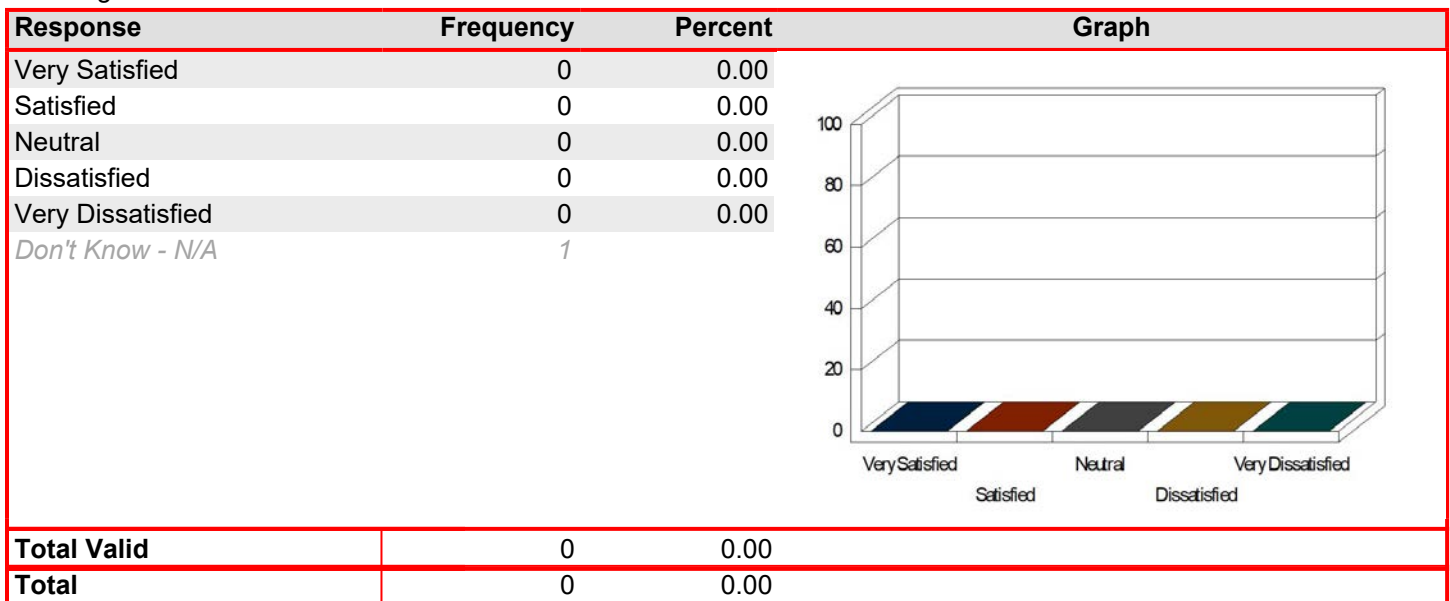 Response Frequency Percent Graph
Very Satisfied 0 0.00
Satisfied 0 0.00
Neutral 0 0.00
Dissatisfied 0 0.00
Very Dissatisfied 0 0.00
Don't Know - N/A 1
100
80
60
40
20
0
Very Satisfied Neutral Very Dissatisfied
Satisfied Dissatisfied
Total Valid 0 0.00
Total 0 0.00